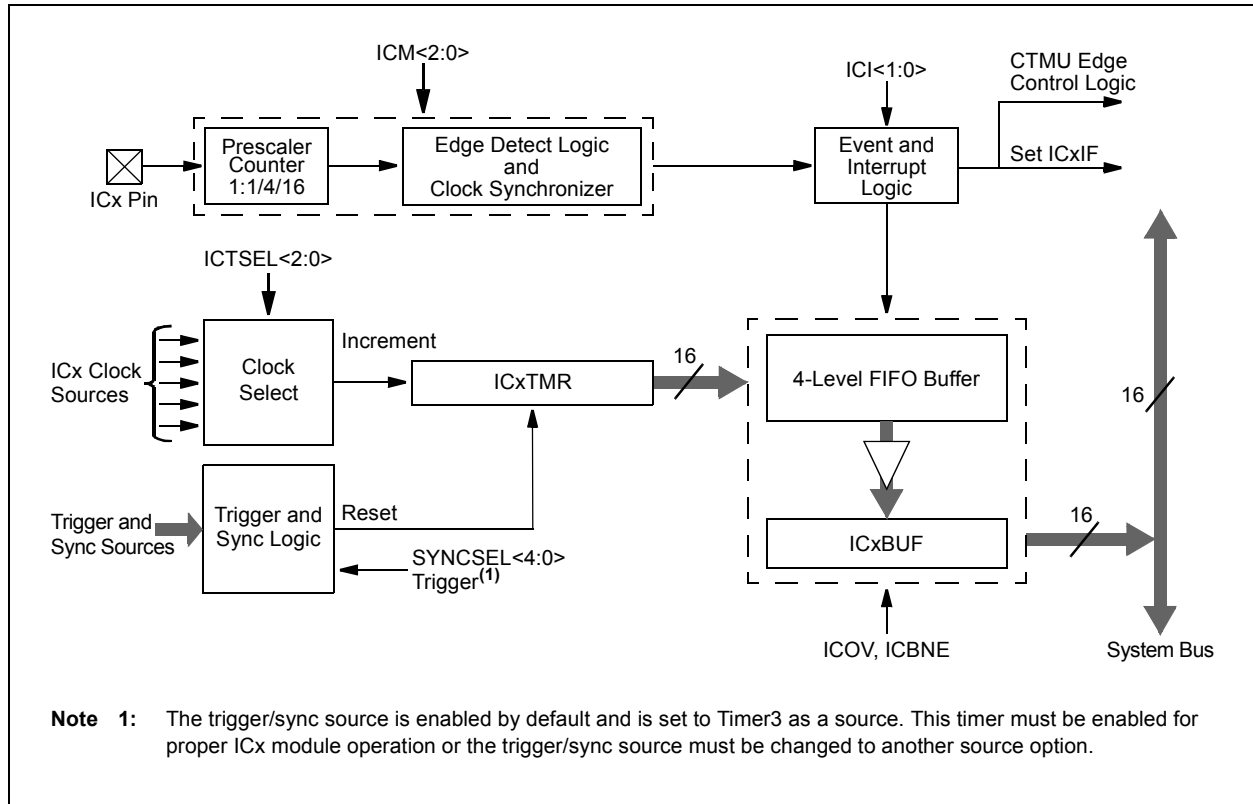 ICM<2:0>
ICI<1:0>
CTMU Edge
Control Logic
Prescaler
Counter
1:1/4/16
Edge Detect Logic
and
Clock Synchronizer
Event and
Interrupt
Logic
Set ICxIF
ICx Pin
ICTSEL<2:0>
ICx Clock
Sources
Clock
Select
Increment
ICxTMR
16
4-Level FIFO Buffer
16
Trigger and
Sync Sources
Trigger and
Sync Logic
Reset
SYNCSEL<4:0>
Trigger(1)
ICxBUF
16
ICOV, ICBNE
System Bus
Note 1: The trigger/sync source is enabled by default and is set to Timer3 as a source. This timer must be enabled for
proper ICx module operation or the trigger/sync source must be changed to another source option.